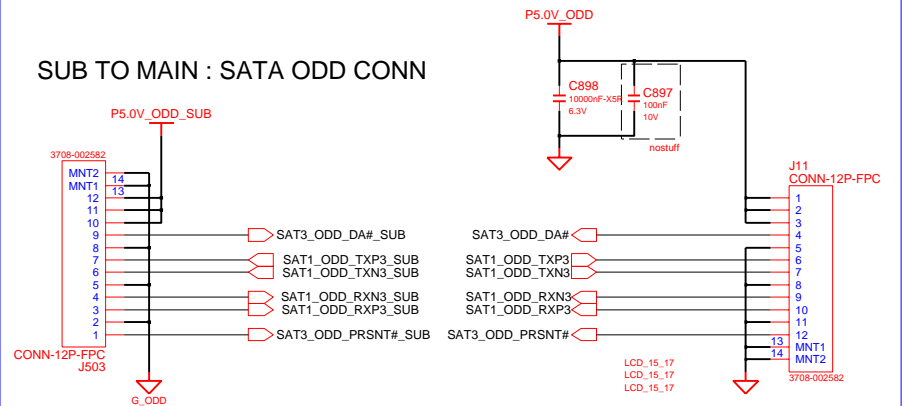 P5.0V_ODD
SUB TO MAIN : SATA ODD CONN
C898
10000nF-X5R
6.3V
C897
100nF
10V
nostuff
P5.0V_ODD_SUB
3708-002582
MNT2
MNT1
14
13
12
11
10
9
8
7
6
5
4
3
2
1
SAT3_ODD_DA#_SUB
SAT1_ODD_TXP3_SUB
SAT1_ODD_TXN3_SUB
SAT1_ODD_RXN3_SUB
SAT1_ODD_RXP3_SUB
SAT3_ODD_PRSNT#_SUB
CONN-12P-FPC
J503
G_ODD
J11
CONN-12P-FPC
SAT3_ODD_DA#
SAT1_ODD_TXP3
SAT1_ODD_TXN3
SAT1_ODD_RXN3
SAT1_ODD_RXP3
SAT3_ODD_PRSNT#
1
2
3
4
5
6
7
8
9
10
11
12
13
MNT1
14
MNT2
3708-002582
LCD_15_17
LCD_15_17
LCD_15_17